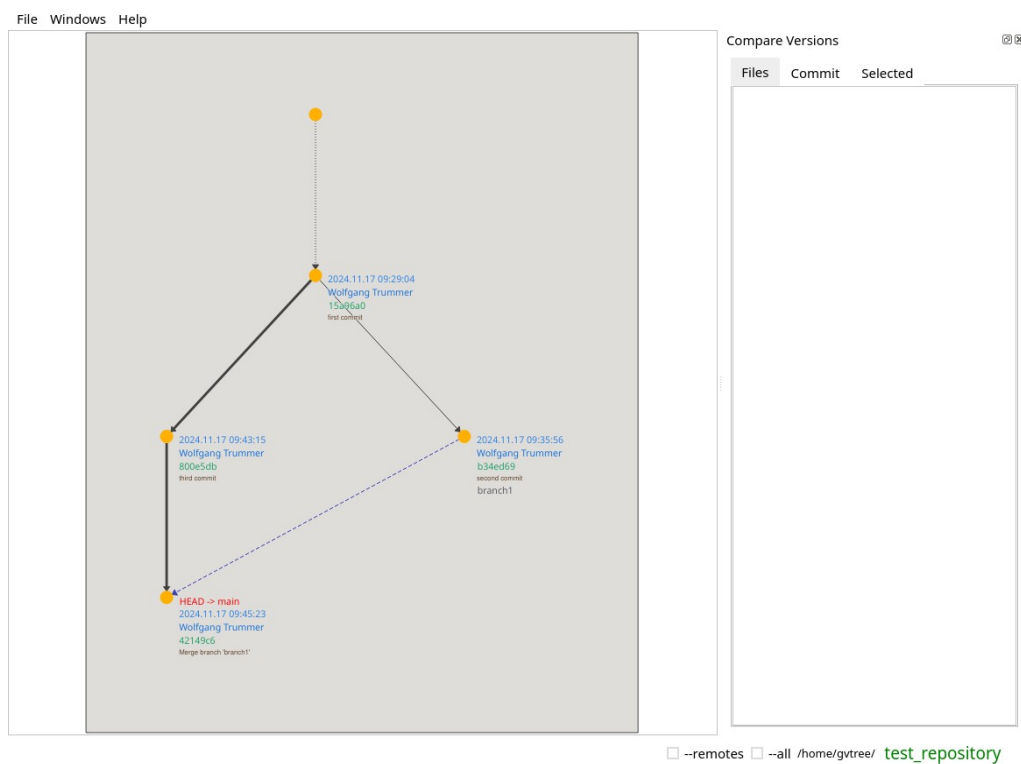 File Windows Help
Compare Versions
Files Commit Selected
2024.11.17 09:29:04
Wolfgang Trummer
15a96a0
first commit
2024.11.17 09:43:15
Wolfgang Trummer
800e5db
third commit
2024.11.17 09:35:56
Wolfgang Trummer
b34ed69
second commit
branch1
HEAD -> main
2024.11.17 09:45:23
Wolfgang Trummer
42149c6
Merge branch 'branch1'
--remotes --all /home/gvtree/ test_repository